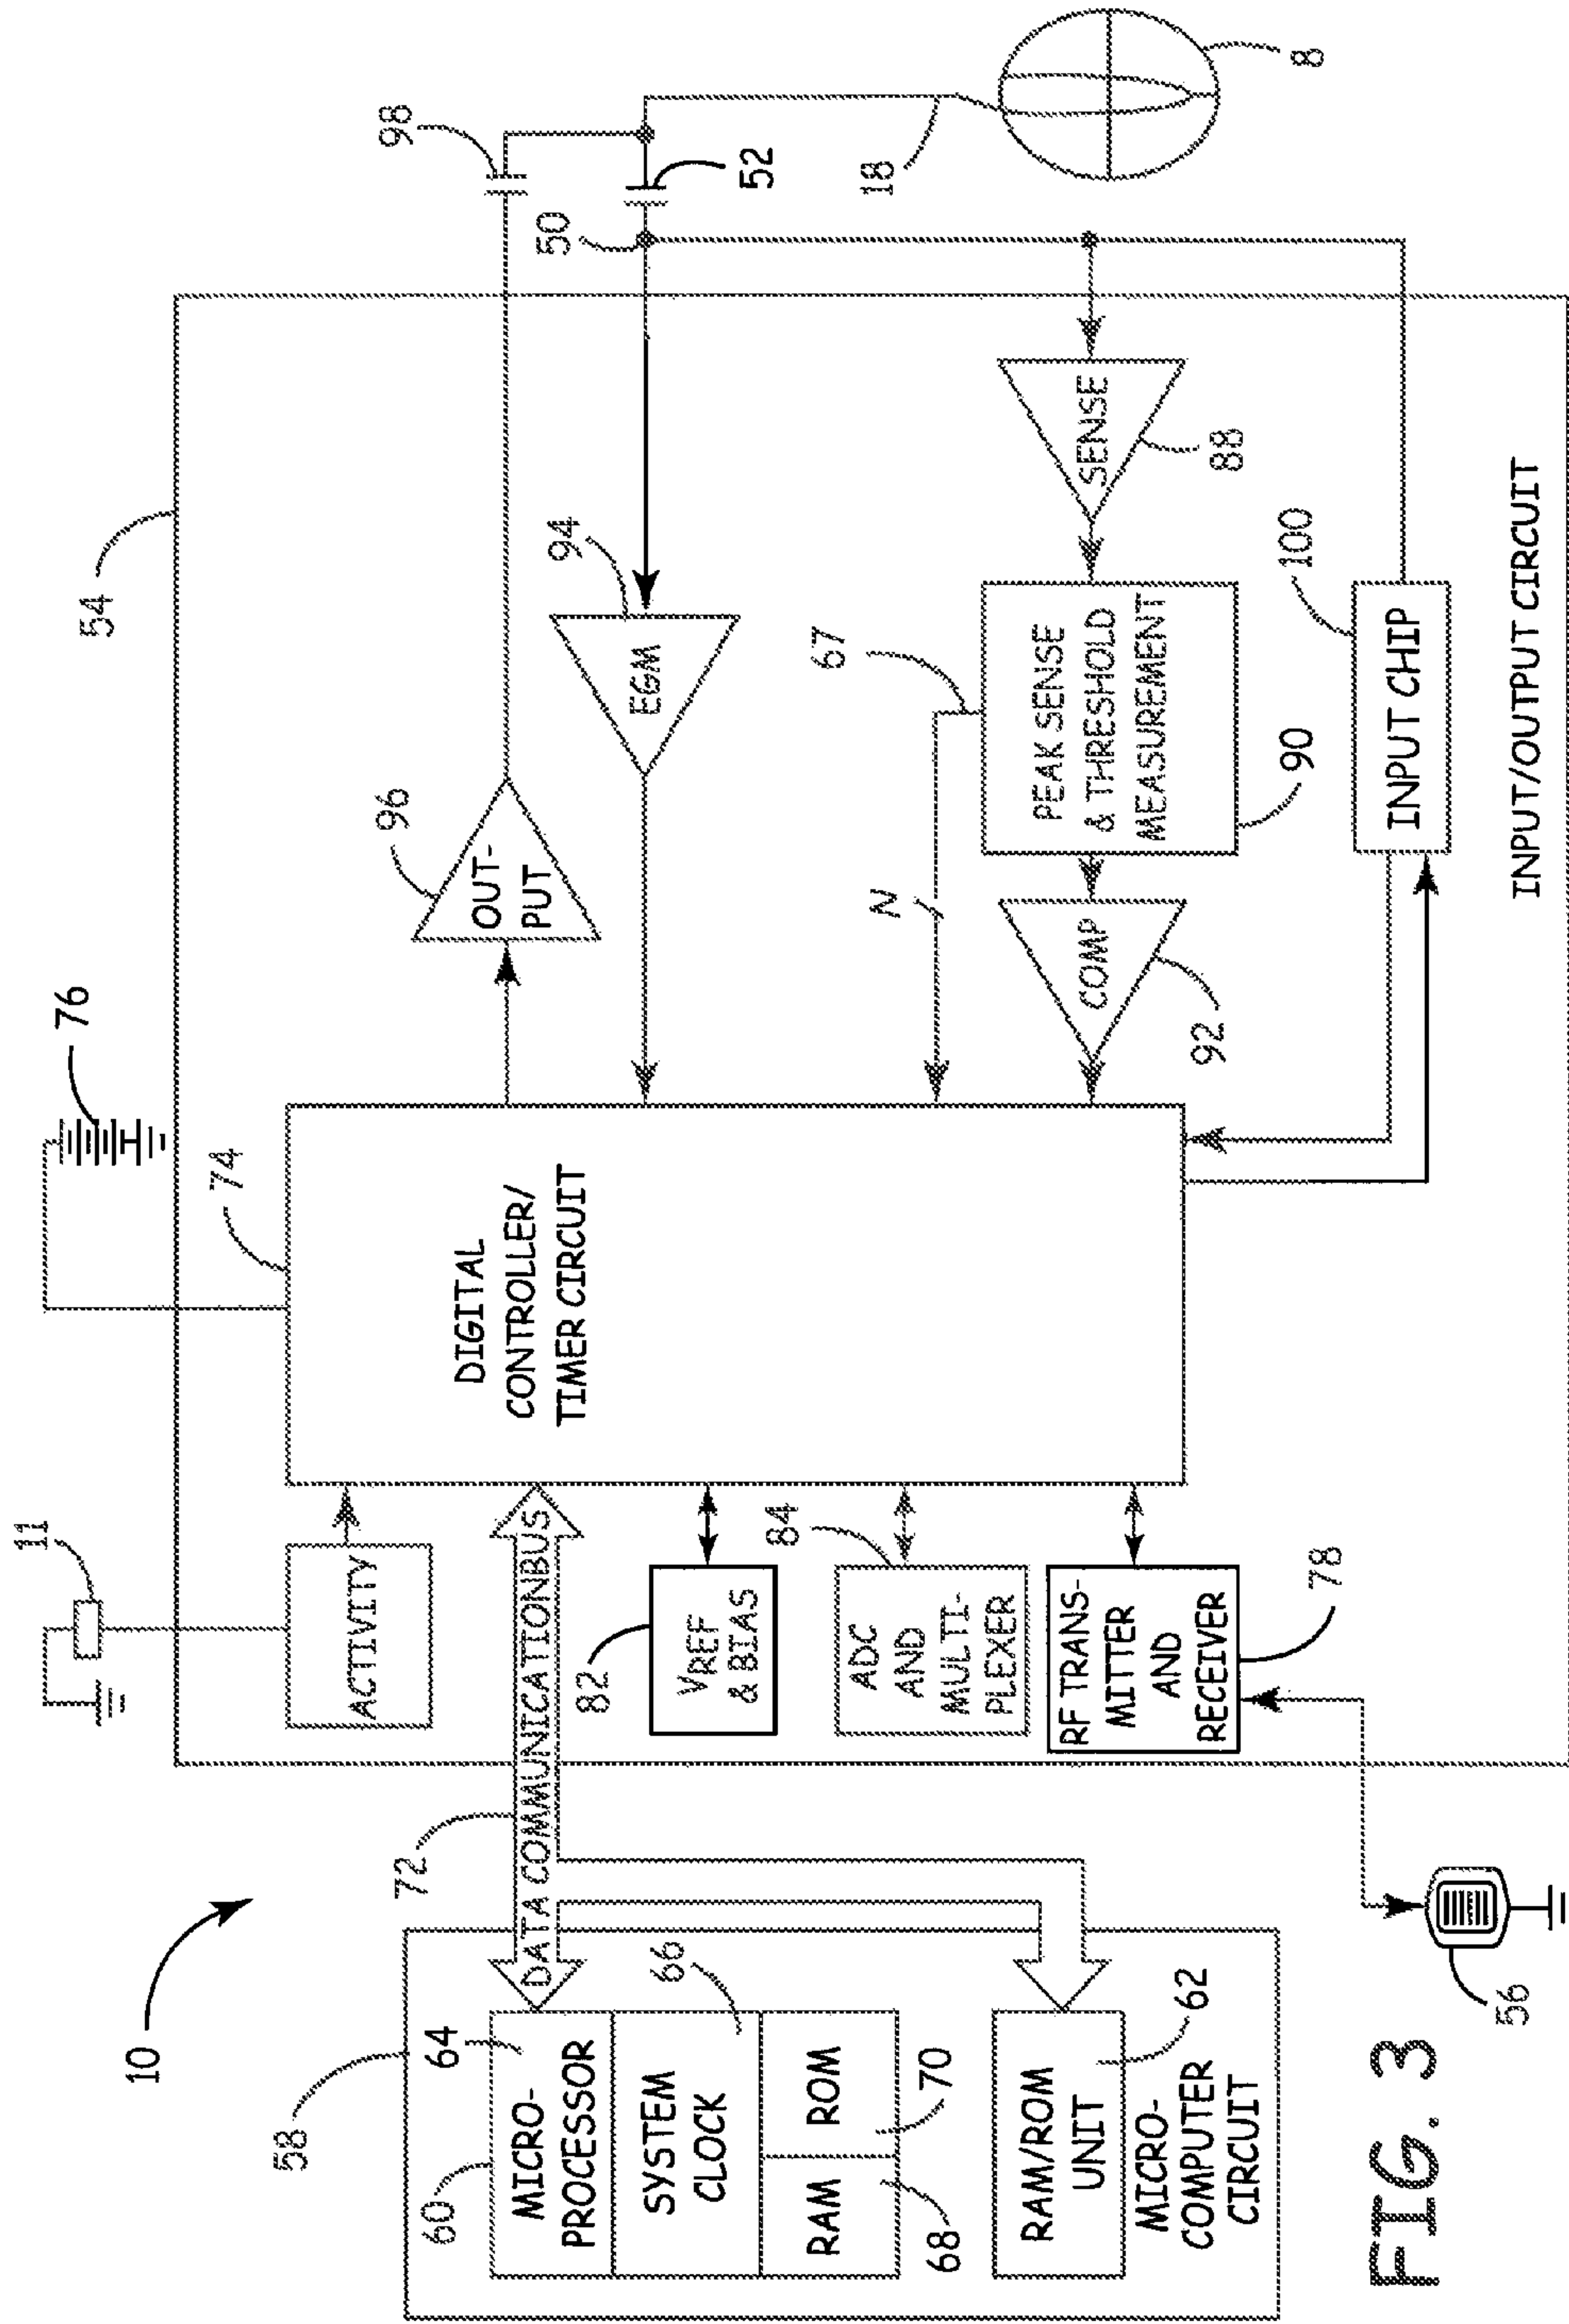 10
11
ACTIVITY
74
76
54
58
60
64
MICRO-
PROCESSOR
SYSTEM
CLOCK
66
RAM
ROM
68
70
RAM/ROM
UNIT
62
MICRO-
COMPUTER
CIRCUIT
72
DATA COMMUNICATIONBUS
82
VREF
& BIAS
84
ADC
AND
MULTI-
PLEXER
RF TRANS-
MITTER
AND
RECEIVER
78
56
DIGITAL
CONTROLLER/
TIMER CIRCUIT
96
OUT-
PUT
94
EGM
N
67
COMP
92
PEAK SENSE
& THRESHOLD
MEASUREMENT
90
SENSE
88
100
INPUT CHIP
INPUT/OUTPUT CIRCUIT
98
50
52
18
8
FIG. 3